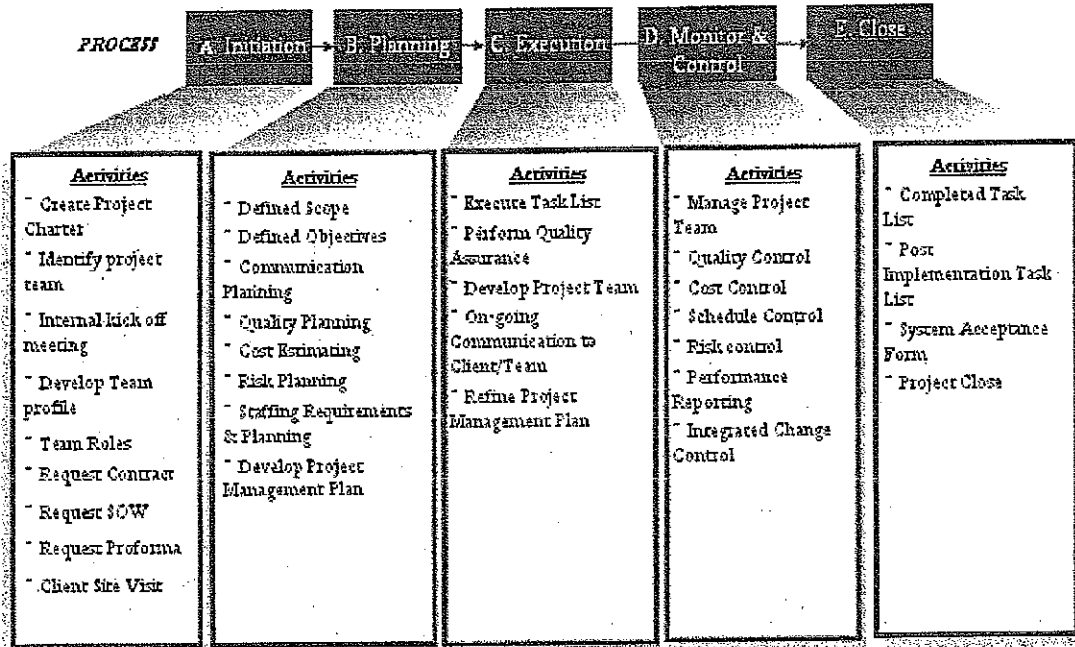 PROCESS
A. Initiation
B. Planning
C. Execution
D. Monitor &
Control
E. Close
Activities
~ Create Project
Charter
~ Identify project
team
~ Internal kick off
meeting
~ Develop Team
profile
~ Team Roles
~ Request Contract
~ Request SOW
~ Request Proforma
~ Client Site Visit
Activities
~ Defined Scope
~ Defined Objectives
~ Communication
Planning
~ Quality Planning
~ Cost Estimating
~ Risk Planning
~ Staffing Requirements
& Planning
~ Develop Project
Management Plan
Activities
~ Execute Task List
~ Perform Quality
Assurance
~ Develop Project Team
~ On-going
Communication to
Client/Team
~ Refine Project
Management Plan
Activities
~ Manage Project
Team
~ Quality Control
~ Cost Control
~ Schedule Control
~ Risk control
~ Performance
Reporting
~ Integrated Change
Control
Activities
~ Completed Task
List
~ Post
Implementation Task
List
~ System Acceptance
Form
~ Project Close